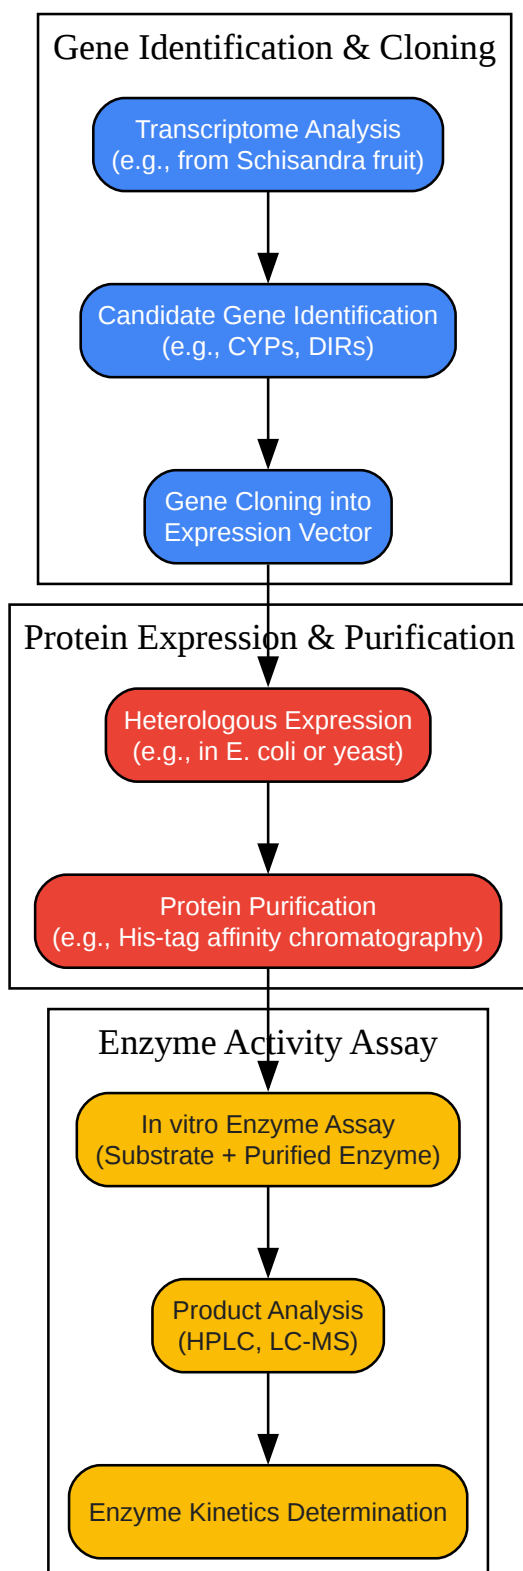 Gene Identification & Cloning
Transcriptome Analysis
(e.g., from Schisandra fruit)
Candidate Gene Identification
(e.g., CYPs, DIRs)
Gene Cloning into
Expression Vector
Protein Expression & Purification
Heterologous Expression
(e.g., in E. coli or yeast)
Protein Purification
(e.g., His-tag affinity chromatography)
Enzyme Activity Assay
In vitro Enzyme Assay
(Substrate + Purified Enzyme)
Product Analysis
(HPLC, LC-MS)
Enzyme Kinetics Determination